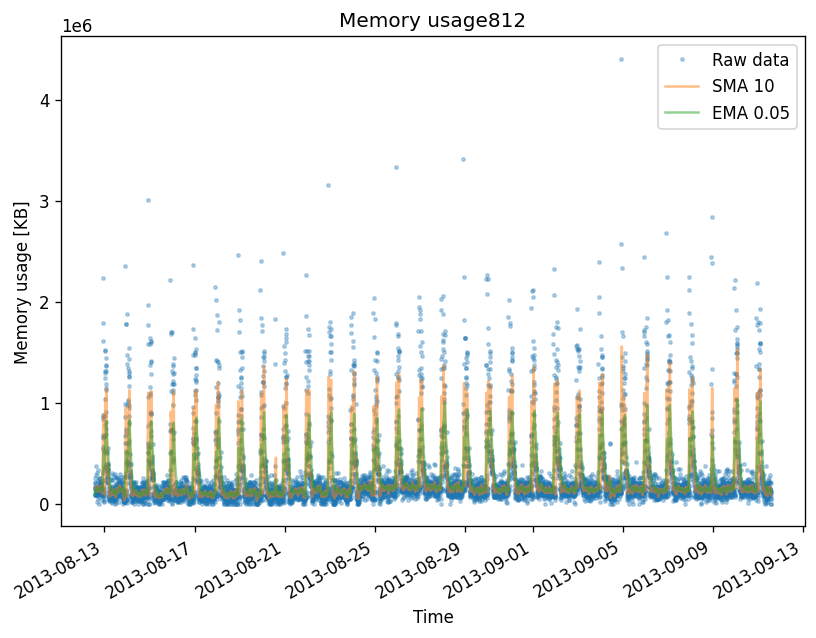 Memory usage812
1e6
Raw data
SMA 10
EMA 0.05
4
3
2
1
0
Memory usage [KB]
2013-08-13
2013-08-17
2013-08-21
2013-08-25
2013-08-29
2013-09-01
2013-09-05
2013-09-09
2013-09-13
Time